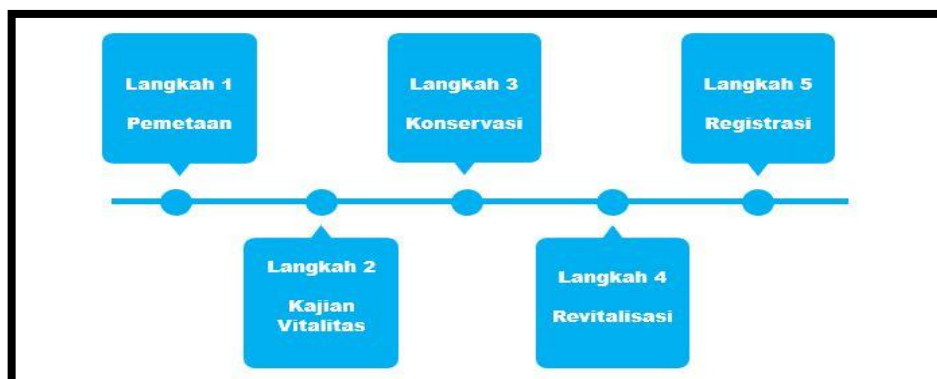 Langkah 1
Pemetaan
Langkah 2
Kajian
Vitalitas
Langkah 3
Konservasi
Langkah 4
Revitalisasi
Langkah 5
Registrasi